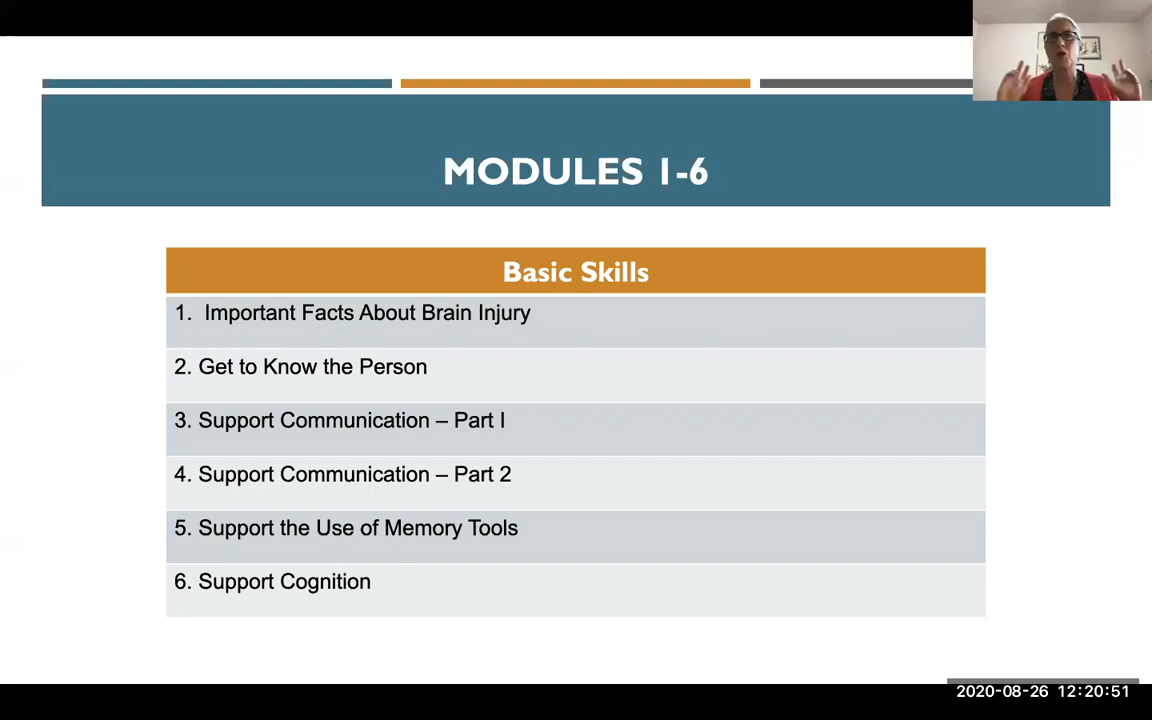 MODULES 1-6
Basic Skills
1. Important Facts About Brain Injury
2. Get to Know the Person
3. Support Communication – Part I
4. Support Communication – Part 2
5. Support the Use of Memory Tools
6. Support Cognition
2020-08-26 12:20:51